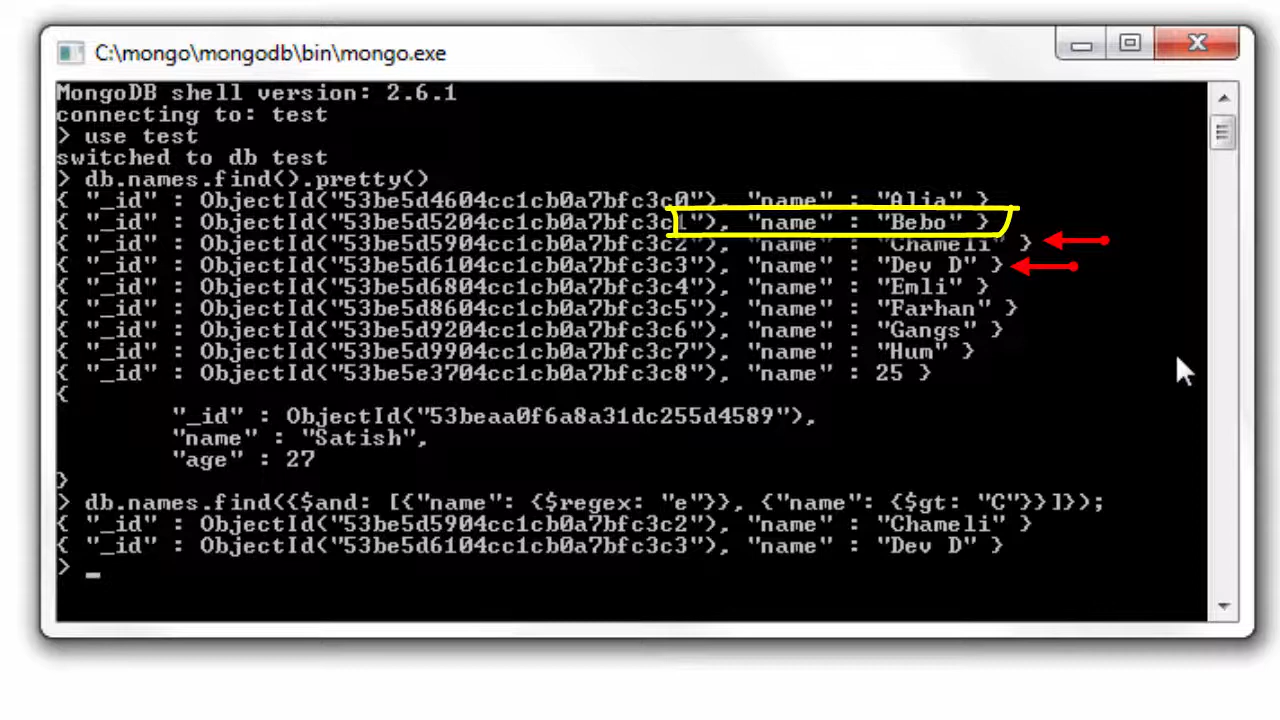 C:\mongo\mongodb\bin\mongo.exe
MongoDB shell version: 2.6.1
connecting to: test
> use test
switched to db test
> db.names.find().pretty()
{ "_id" : ObjectId("53be5d4604cc1cb0a7bfc3c0"), "name" : "Alia" }
{ "_id" : ObjectId("53be5d5204cc1cb0a7bfc3c1"), "name" : "Bebo" }
{ "_id" : ObjectId("53be5d5904cc1cb0a7bfc3c2"), "name" : "Chameli" }
{ "_id" : ObjectId("53be5d6104cc1cb0a7bfc3c3"), "name" : "Dev D" }
{ "_id" : ObjectId("53be5d6804cc1cb0a7bfc3c4"), "name" : "Emli" }
{ "_id" : ObjectId("53be5d8604cc1cb0a7bfc3c5"), "name" : "Farhan" }
{ "_id" : ObjectId("53be5d9204cc1cb0a7bfc3c6"), "name" : "Gangs" }
{ "_id" : ObjectId("53be5d9904cc1cb0a7bfc3c7"), "name" : "Hum" }
{ "_id" : ObjectId("53be5e3704cc1cb0a7bfc3c8"), "name" : 25 }
{
"_id" : ObjectId("53beaa0f6a8a31dc255d4589"),
"name" : "Satish",
"age" : 27
}
> db.names.find({$and: [{"name": {$regex: "e"}}, {"name": {$gt: "C"}}]});
{ "_id" : ObjectId("53be5d5904cc1cb0a7bfc3c2"), "name" : "Chameli" }
{ "_id" : ObjectId("53be5d6104cc1cb0a7bfc3c3"), "name" : "Dev D" }
> _